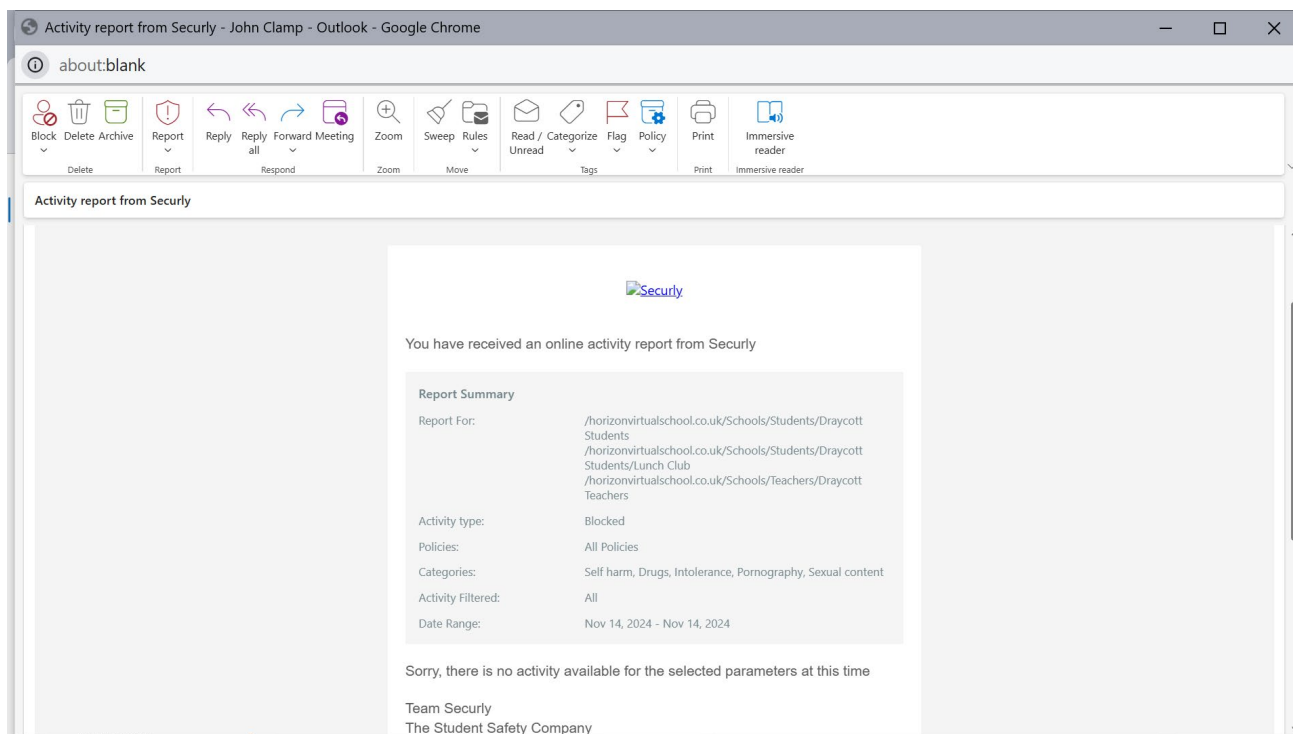 Activity report from Securly - John Clamp - Outlook - Google Chrome
about:blank
Block Delete Archive Report Reply Reply all Forward Meeting Zoom Sweep Rules Read / Unread Categorize Flag Policy Print Immersive reader
Delete Report Respond Zoom Move Tags Print Immersive reader
Activity report from Securly
Securly
You have received an online activity report from Securly
Report Summary
Report For: /horizonvirtualschool.co.uk/Schools/Students/Draycott
Students
/horizonvirtualschool.co.uk/Schools/Students/Draycott
Students/Lunch Club
/horizonvirtualschool.co.uk/Schools/Teachers/Draycott
Teachers
Activity type: Blocked
Policies: All Policies
Categories: Self harm, Drugs, Intolerance, Pornography, Sexual content
Activity Filtered: All
Date Range: Nov 14, 2024 - Nov 14, 2024
Sorry, there is no activity available for the selected parameters at this time
Team Securly
The Student Safety Company